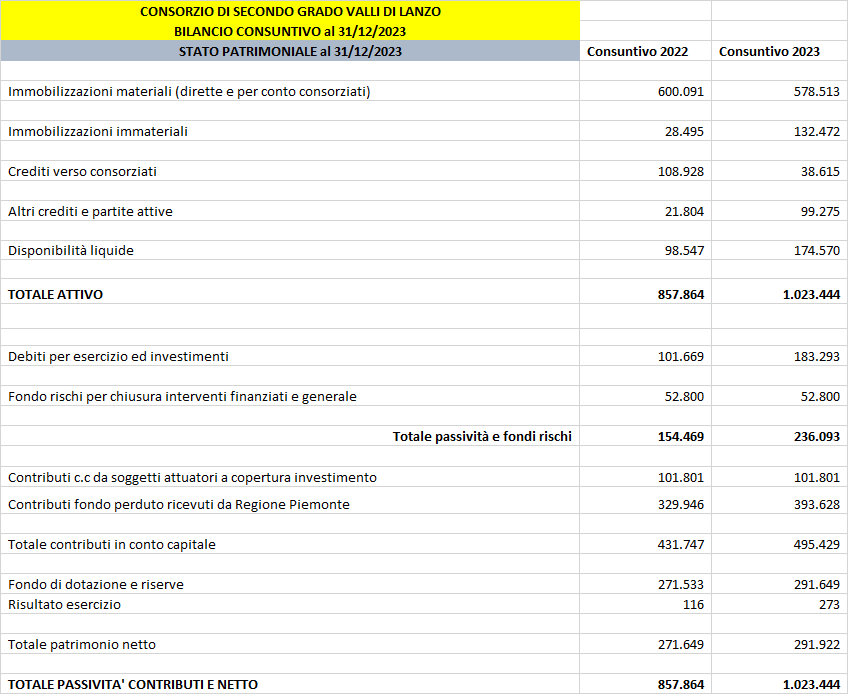 CONSORZIO DI SECONDO GRADO VALLI DI LANZO
BILANCIO CONSUNTIVO al 31/12/2023
STATO PATRIMONIALE al 31/12/2023 Consuntivo 2022 Consuntivo 2023
Immobilizzazioni materiali (dirette e per conto consorziati) 600.091 578.513
Immobilizzazioni immateriali 28.495 132.472
Crediti verso consorziati 108.928 38.615
Altri crediti e partite attive 21.804 99.275
Disponibilità liquide 98.547 174.570
TOTALE ATTIVO 857.864 1.023.444
Debiti per esercizio ed investimenti 101.669 183.293
Fondo rischi per chiusura interventi finanziati e generale 52.800 52.800
Totale passività e fondi rischi 154.469 236.093
Contributi c.c da soggetti attuatori a copertura investimento 101.801 101.801
Contributi fondo perduto ricevuti da Regione Piemonte 329.946 393.628
Totale contributi in conto capitale 431.747 495.429
Fondo di dotazione e riserve 271.533 291.649
Risultato esercizio 116 273
Totale patrimonio netto 271.649 291.922
TOTALE PASSIVITA' CONTRIBUTI E NETTO 857.864 1.023.444